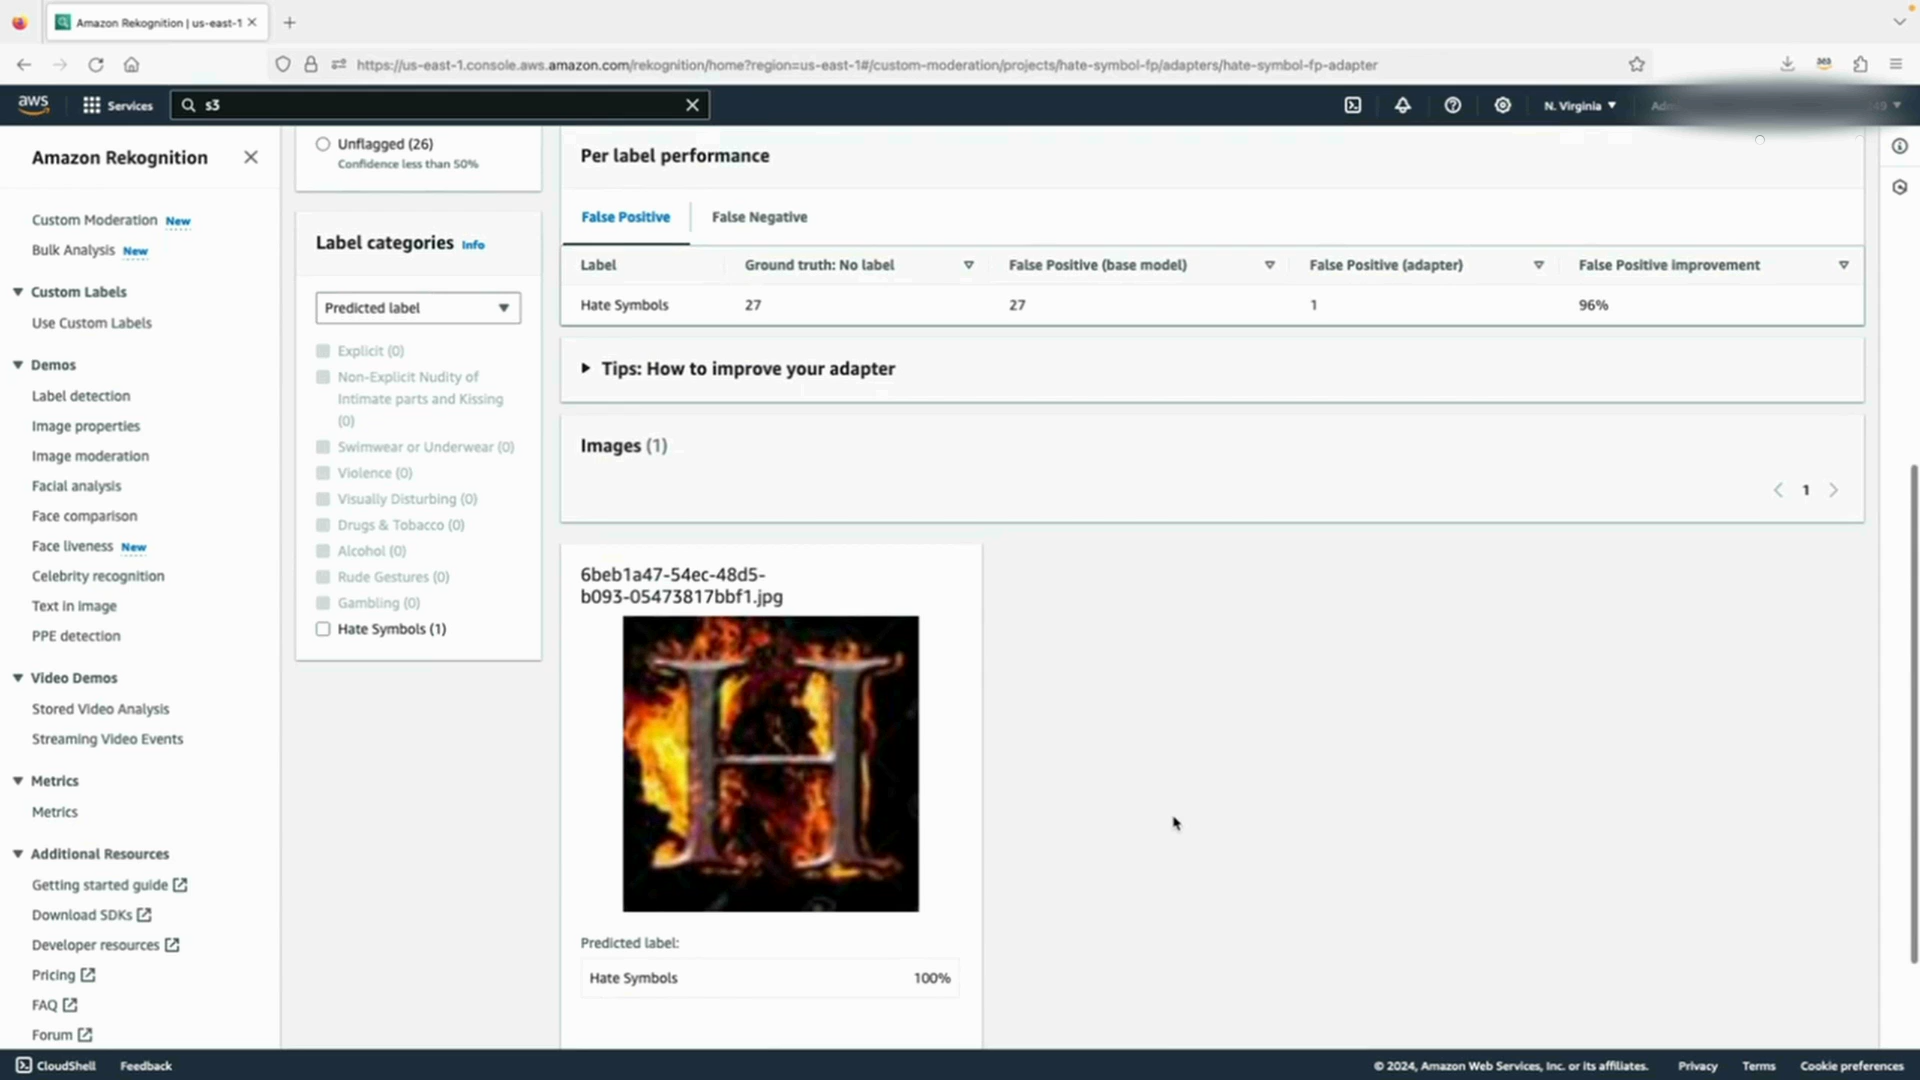 Amazon Rekognition | us-east-1
https://us-east-1.console.aws.amazon.com/rekognition/home?region=us-east-1#/custom-moderation/projects/hate-symbol-fp/adapters/hate-symbol-fp-adapter
aws
Services
s3
N. Virginia
Amazon Rekognition
Custom Moderation New
Bulk Analysis New
Custom Labels
Use Custom Labels
Demos
Label detection
Image properties
Image moderation
Facial analysis
Face comparison
Face liveness New
Celebrity recognition
Text in image
PPE detection
Video Demos
Stored Video Analysis
Streaming Video Events
Metrics
Metrics
Additional Resources
Getting started guide
Download SDKs
Developer resources
Pricing
FAQ
Forum
Unflagged (26)
Confidence less than 50%
Label categories Info
Predicted label
Explicit (0)
Non-Explicit Nudity of
Intimate parts and Kissing
(0)
Swimwear or Underwear (0)
Violence (0)
Visually Disturbing (0)
Drugs & Tobacco (0)
Alcohol (0)
Rude Gestures (0)
Gambling (0)
Hate Symbols (1)
Per label performance
False Positive False Negative
Label Ground truth: No label False Positive (base model) False Positive (adapter) False Positive improvement
Hate Symbols 27 27 1 96%
Tips: How to improve your adapter
Images (1)
1
6beb1a47-54ec-48d5-
b093-05473817bbf1.jpg
H
Predicted label:
Hate Symbols 100%
CloudShell Feedback
© 2024, Amazon Web Services, Inc. or its affiliates. Privacy Terms Cookie preferences